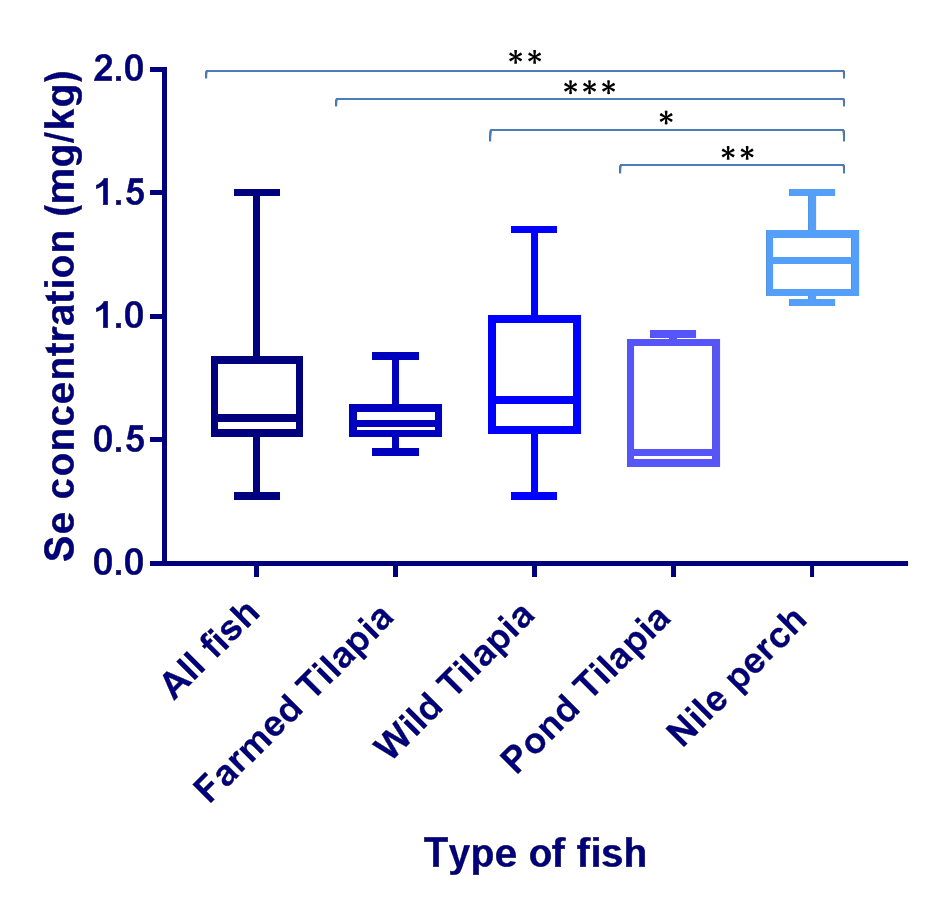 **
***
*
**
Se concentration (mg/kg)
2.0
1.5
1.0
0.5
0.0
All fish
Farmed Tilapia
Wild Tilapia
Pond Tilapia
Nile perch
Type of fish